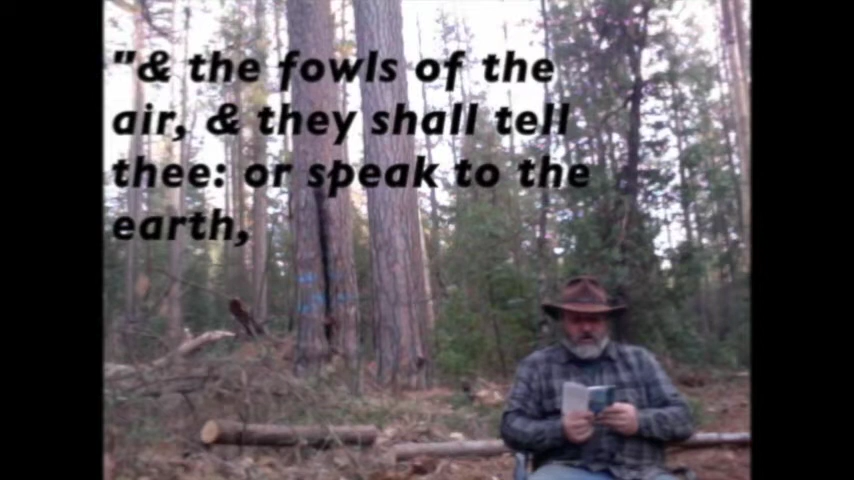 "& the fowls of the
air, & they shall tell
thee: or speak to the
earth,